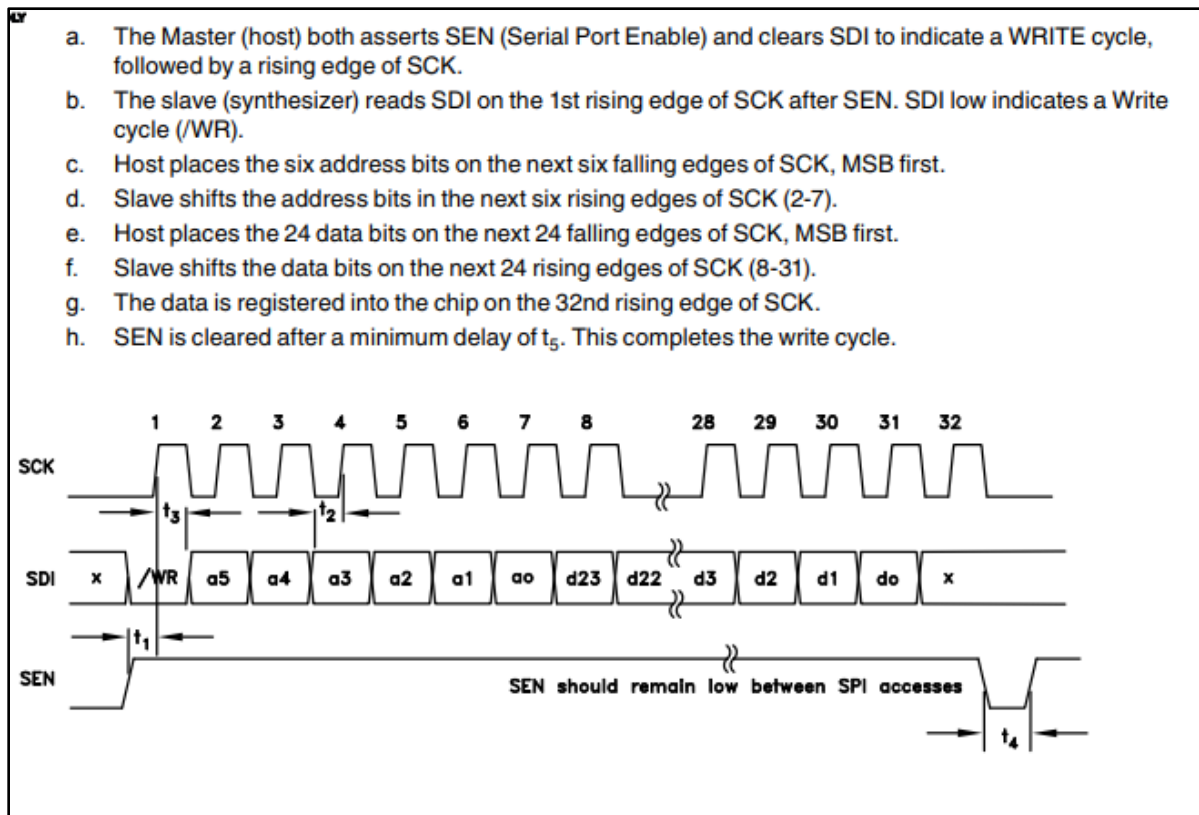 LY
a. The Master (host) both asserts SEN (Serial Port Enable) and clears SDI to indicate a WRITE cycle,
followed by a rising edge of SCK.
b. The slave (synthesizer) reads SDI on the 1st rising edge of SCK after SEN. SDI low indicates a Write
cycle (/WR).
c. Host places the six address bits on the next six falling edges of SCK, MSB first.
d. Slave shifts the address bits in the next six rising edges of SCK (2-7).
e. Host places the 24 data bits on the next 24 falling edges of SCK, MSB first.
f. Slave shifts the data bits on the next 24 rising edges of SCK (8-31).
g. The data is registered into the chip on the 32nd rising edge of SCK.
h. SEN is cleared after a minimum delay of t5. This completes the write cycle.
1 2 3 4 5 6 7 8 28 29 30 31 32
SCK
t3 t2
SDI x /WR a5 a4 a3 a2 a1 ao d23 d22 d3 d2 d1 do x
t1
SEN
SEN should remain low between SPI accesses
t4